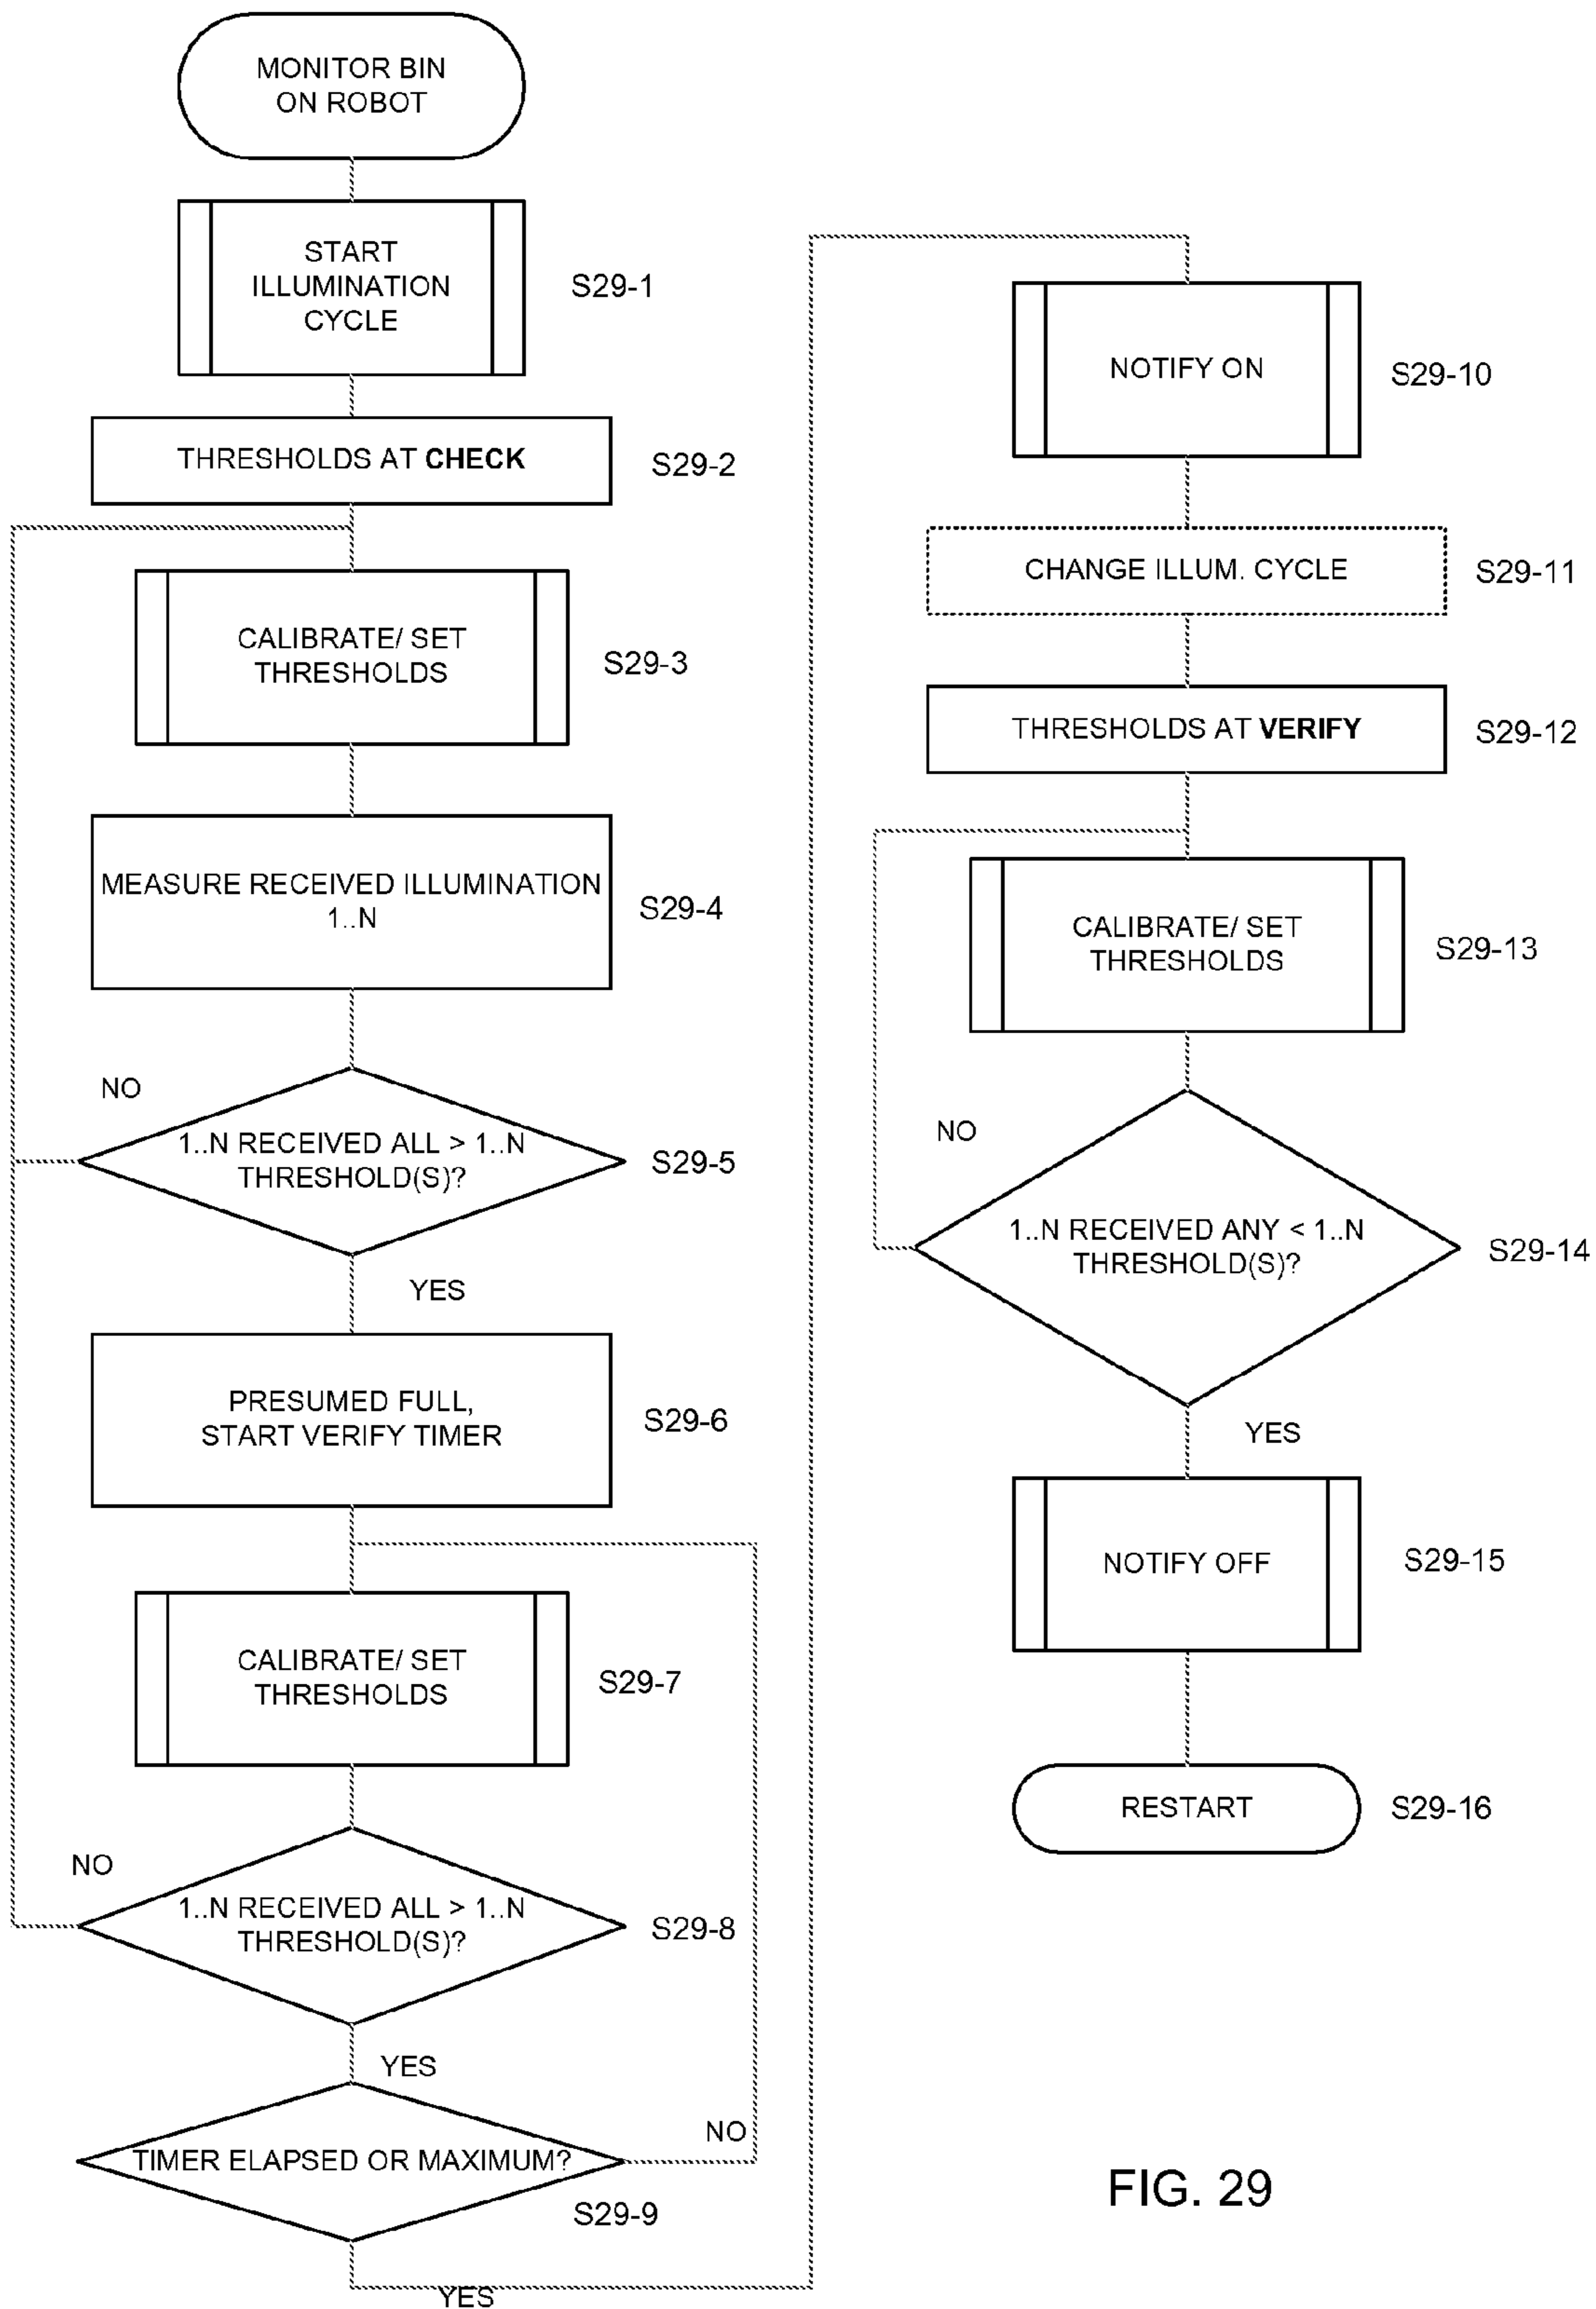 MONITOR BIN
ON ROBOT
START
ILLUMINATION
CYCLE
S29-1
THRESHOLDS AT CHECK
S29-2
CALIBRATE/ SET
THRESHOLDS
S29-3
MEASURE RECEIVED ILLUMINATION
1..N
S29-4
NO
1..N RECEIVED ALL > 1..N
THRESHOLD(S)?
S29-5
YES
PRESUMED FULL,
START VERIFY TIMER
S29-6
CALIBRATE/ SET
THRESHOLDS
S29-7
NO
1..N RECEIVED ALL > 1..N
THRESHOLD(S)?
S29-8
YES
NO
TIMER ELAPSED OR MAXIMUM?
S29-9
YES
NOTIFY ON
S29-10
CHANGE ILLUM. CYCLE
S29-11
THRESHOLDS AT VERIFY
S29-12
CALIBRATE/ SET
THRESHOLDS
S29-13
NO
1..N RECEIVED ANY < 1..N
THRESHOLD(S)?
S29-14
YES
NOTIFY OFF
S29-15
RESTART
S29-16
FIG. 29